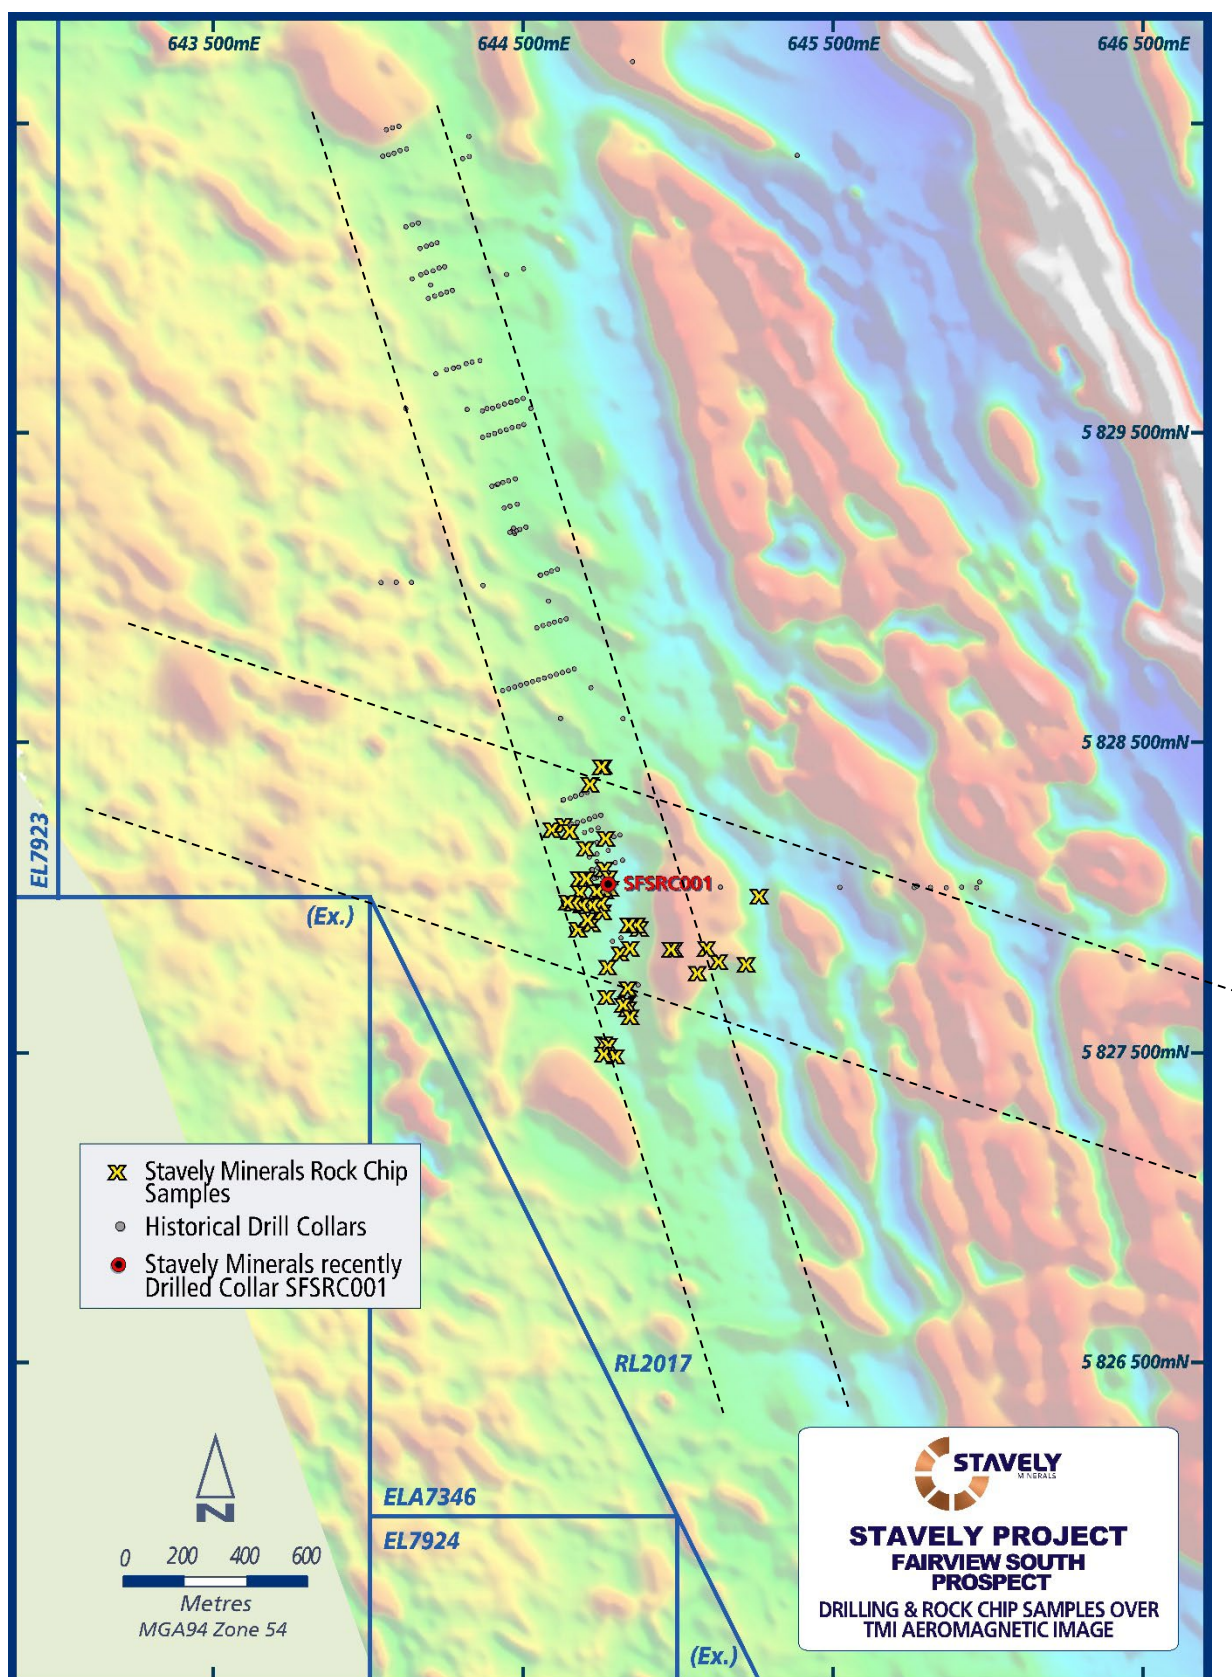 643 500mE
644 500mE
645 500mE
646 500mE
5 829 500mN
5 828 500mN
EL7923
SFSRC001
(Ex.)
5 827 500mN
Stavely Minerals Rock Chip
Samples
Historical Drill Collars
Stavely Minerals recently
Drilled Collar SFSRC001
RL2017
5 826 500mN
ELA7346
EL7924
N
0 200 400 600
Metres
MGA94 Zone 54
(Ex.)
STAVELY
MINERALS
STAVELY PROJECT
FAIRVIEW SOUTH
PROSPECT
DRILLING & ROCK CHIP SAMPLES OVER
TMI AEROMAGNETIC IMAGE